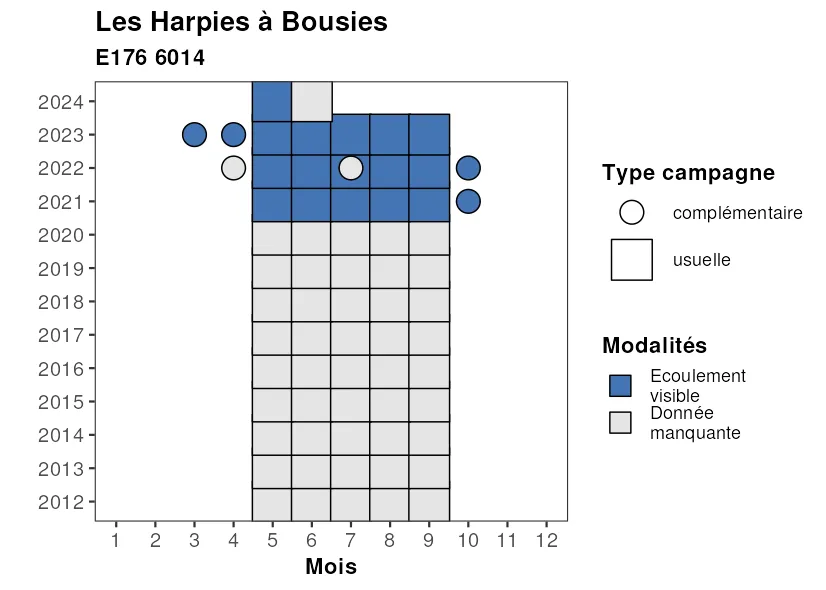 Les Harpies à Bousies
E176 6014
2024
2023
2022
2021
2020
2019
2018
2017
2016
2015
2014
2013
2012
1 2 3 4 5 6 7 8 9 10 11 12
Mois
Type campagne
complémentaire
usuelle
Modalités
Ecoulement
visible
Donnée
manquante